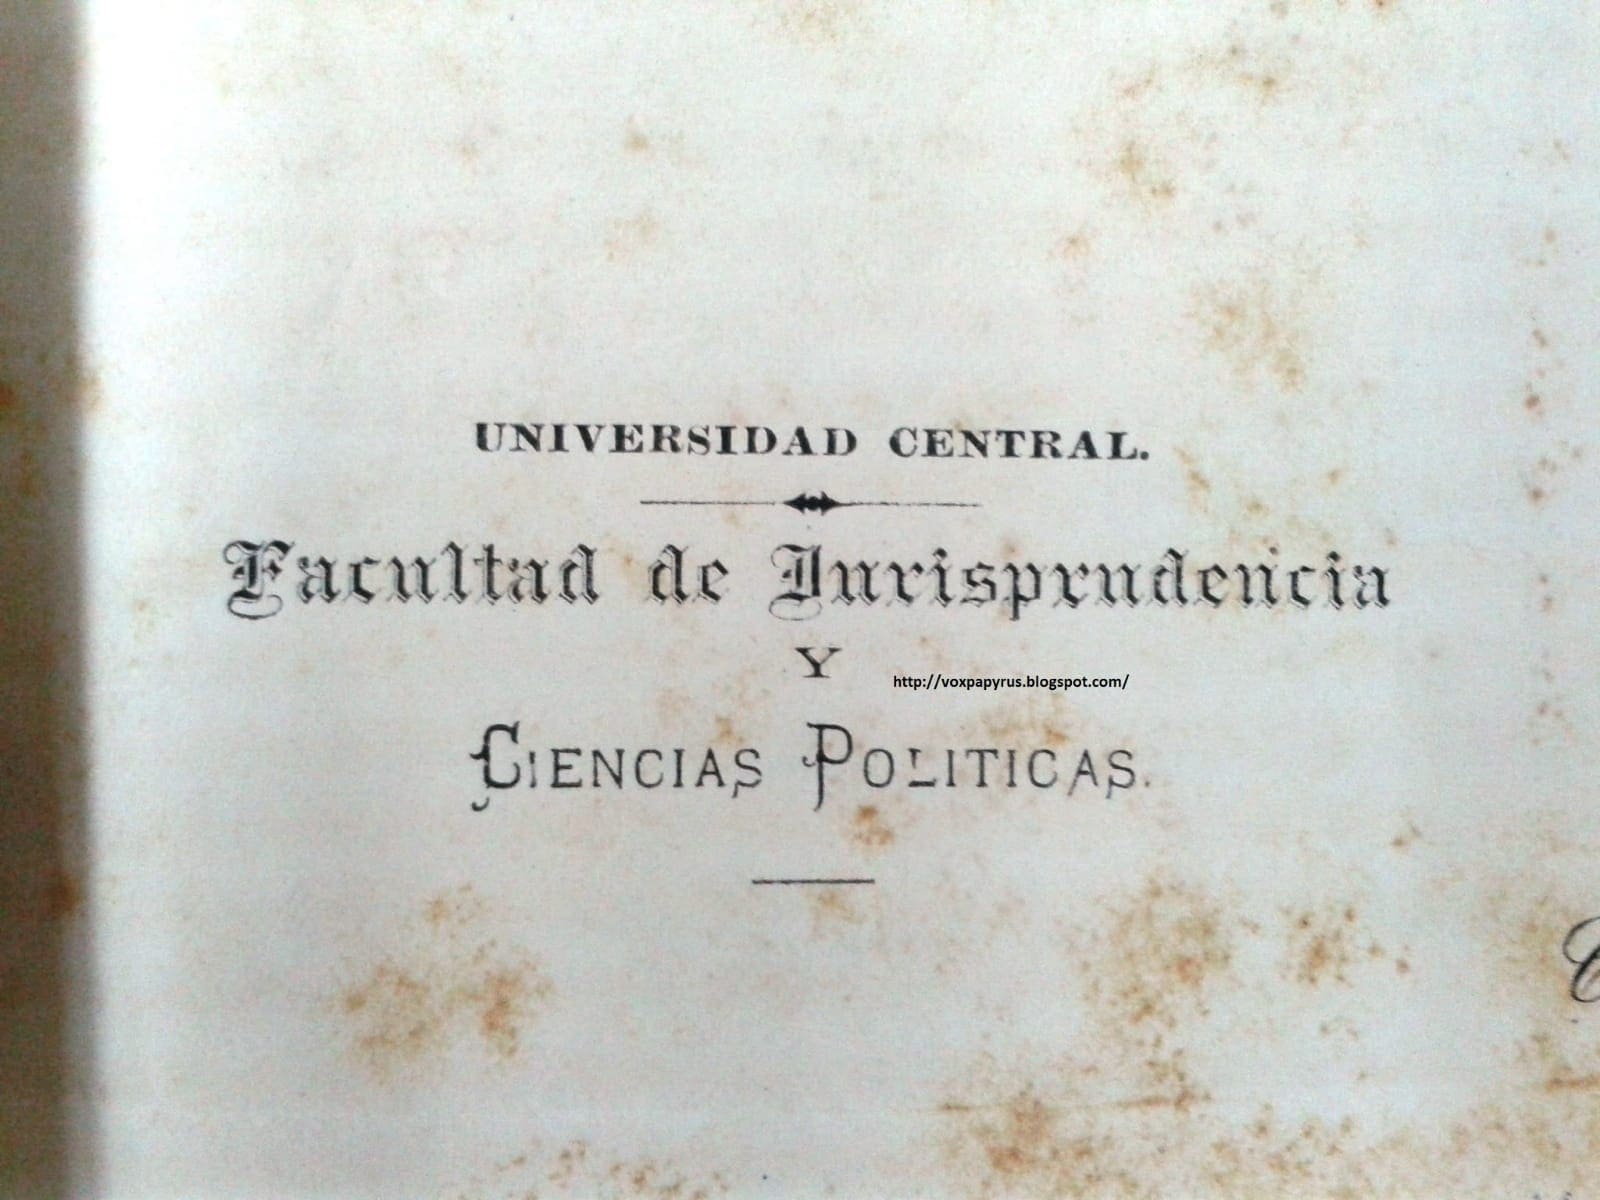 UNIVERSIDAD CENTRAL.
Facultad de Jurisprudencia
Y
http://voxpapyrus.blogspot.com/
CIENCIAS POLITICAS.